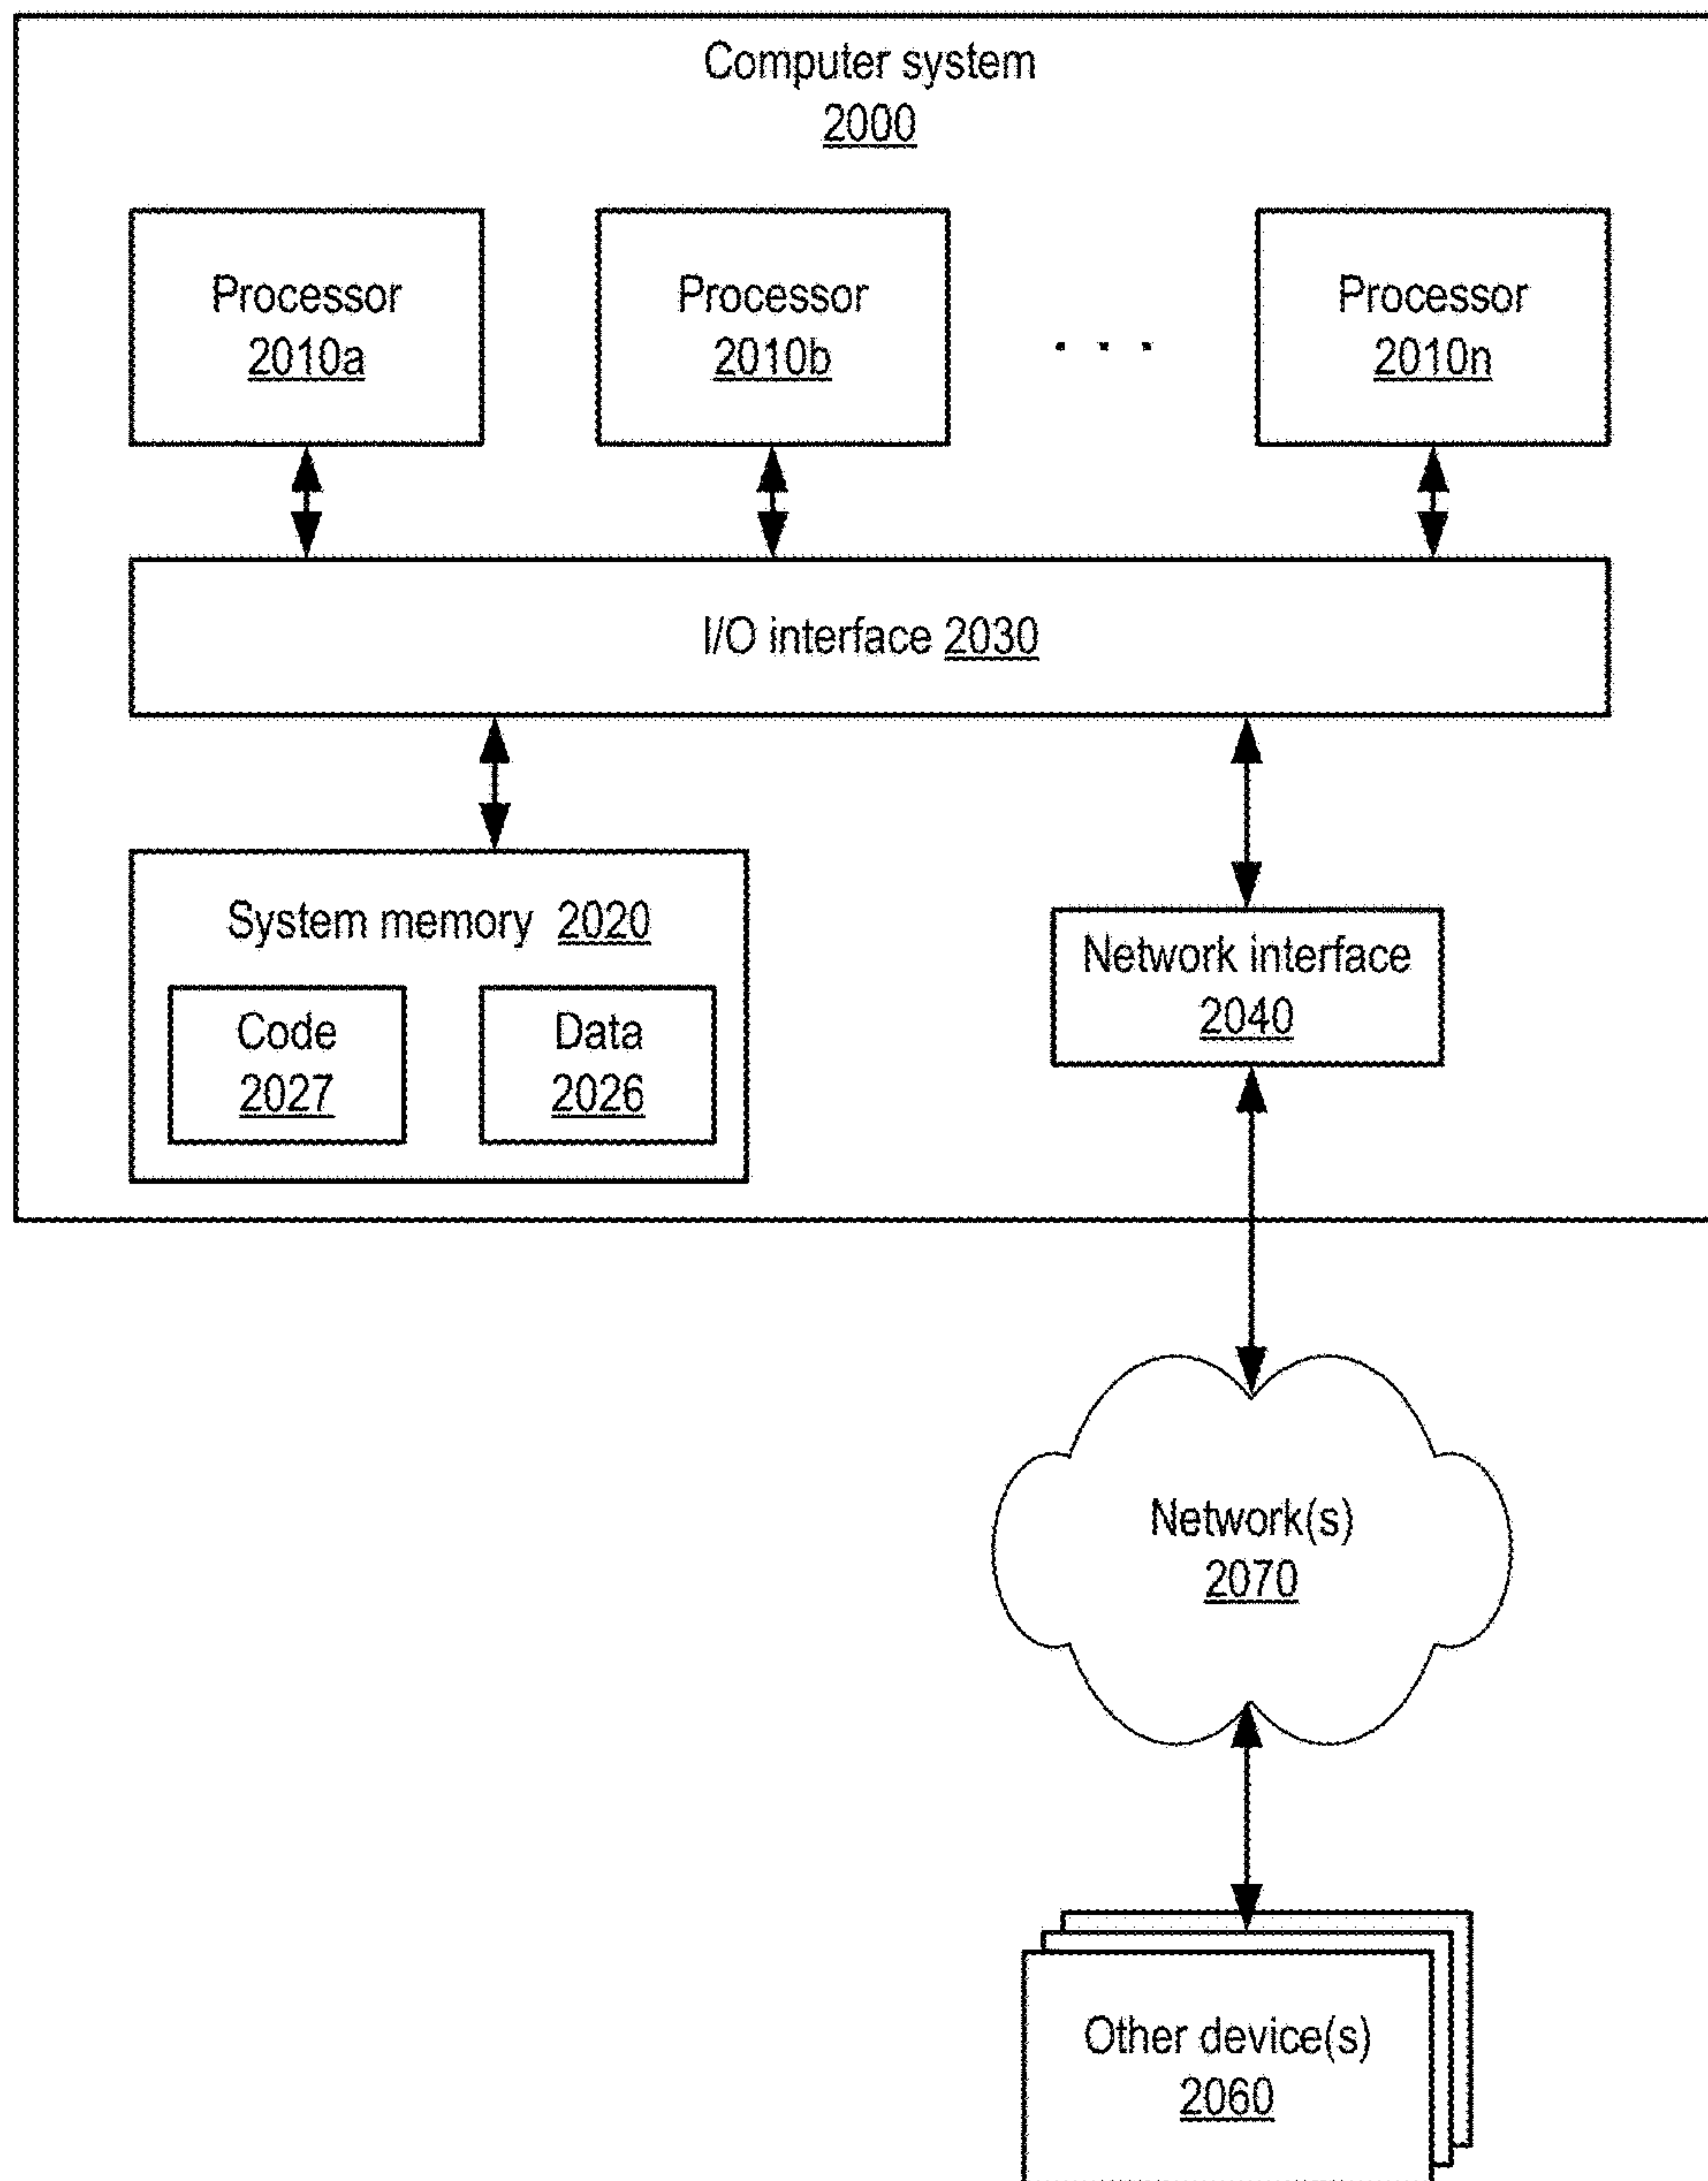 Computer system
2000
Processor
2010a
Processor
2010b
. . .
Processor
2010n
I/O interface 2030
System memory 2020
Code
2027
Data
2026
Network interface
2040
Network(s)
2070
Other device(s)
2060